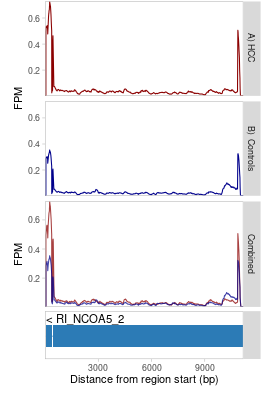 0.6
0.4
0.2
A) HCC
FPM
0.6
0.4
0.2
B) Controls
0.6
0.4
0.2
Combined
FPM
< RI_NCOA5_2
3000 6000 9000
Distance from region start (bp)